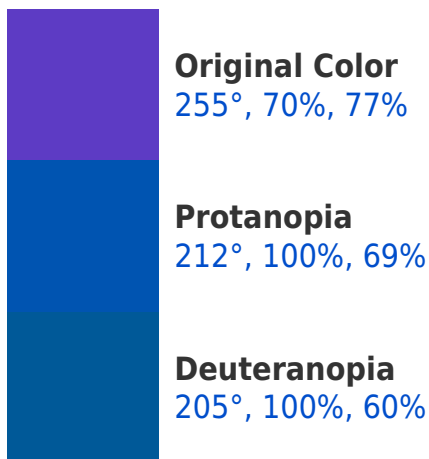 Original Color
255°, 70%, 77%
Protanopia
212°, 100%, 69%
Deuteranopia
205°, 100%, 60%